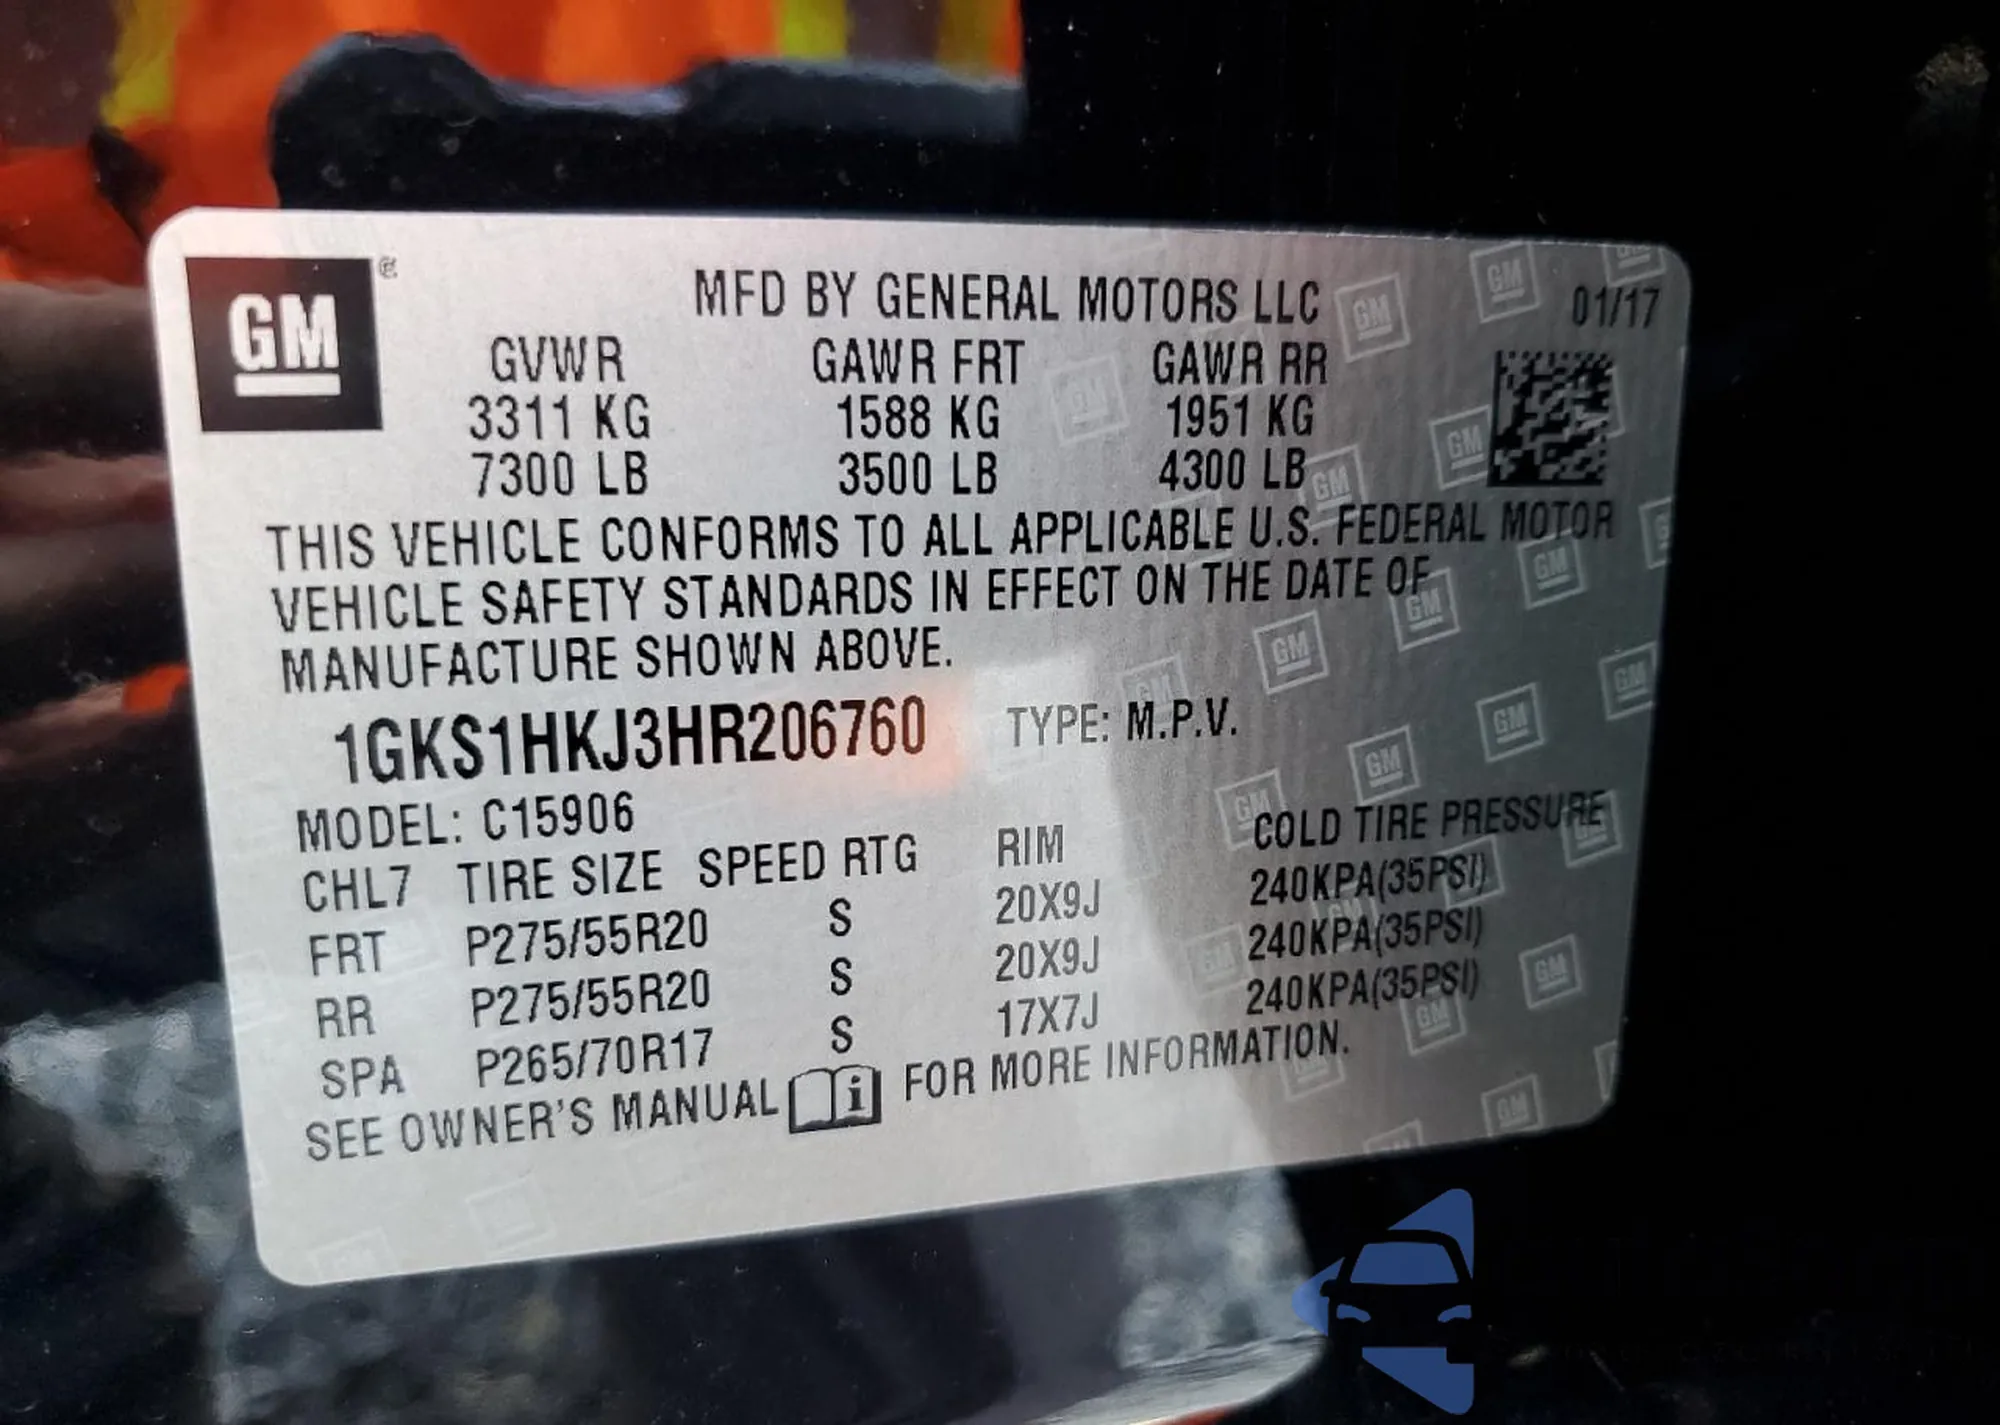 GM
MFD BY GENERAL MOTORS LLC 01/17
GVWR GAWR FRT GAWR RR
3311 KG 1588 KG 1951 KG
7300 LB 3500 LB 4300 LB
THIS VEHICLE CONFORMS TO ALL APPLICABLE U.S. FEDERAL MOTOR
VEHICLE SAFETY STANDARDS IN EFFECT ON THE DATE OF
MANUFACTURE SHOWN ABOVE.
1GKS1HKJ3HR206760 TYPE: M.P.V.
MODEL: C15906
CHL7 TIRE SIZE SPEED RTG RIM COLD TIRE PRESSURE
FRT P275/55R20 S 20X9J 240KPA(35PSI)
RR P275/55R20 S 20X9J 240KPA(35PSI)
SPA P265/70R17 S 17X7J 240KPA(35PSI)
SEE OWNER'S MANUAL i FOR MORE INFORMATION.